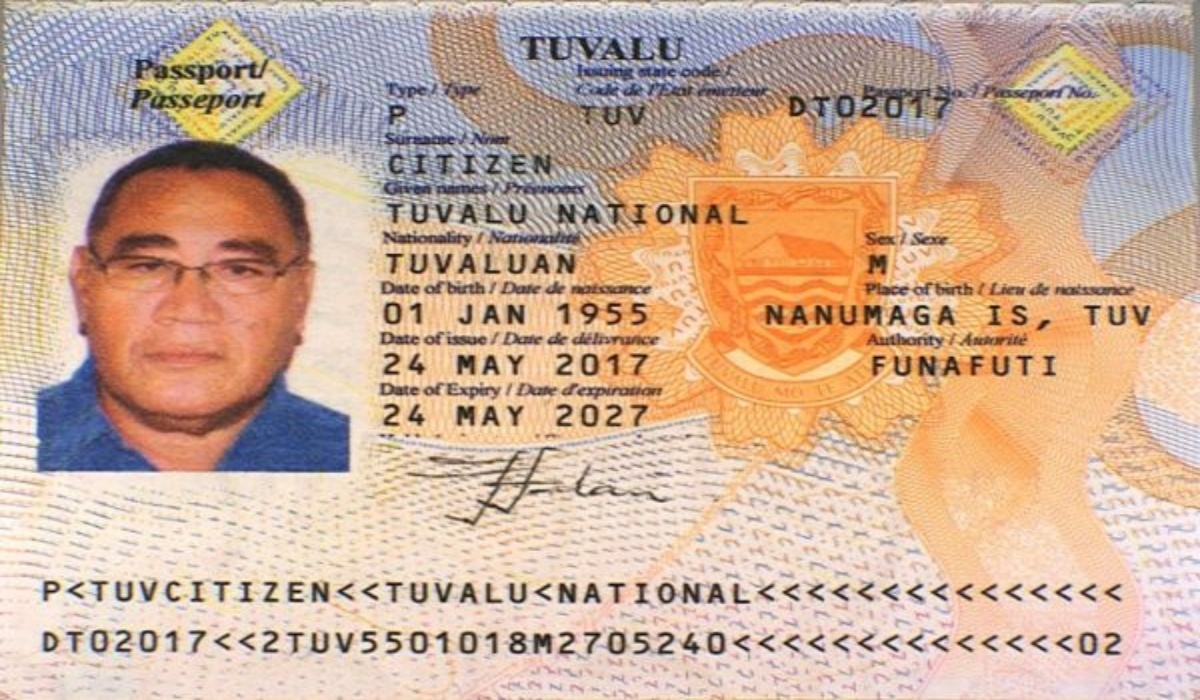 TUVALU
Passport/
Passeport
Issuing state code /
Type / Type
Code de l'État émetteur
Passport No. / Passeport No.
P
TUV
DT02017
Surname / Nom
CITIZEN
Given names / Prénoms
TUVALU NATIONAL
Nationality / Nationalité
Sex / Sexe
TUVALUAN
M
Date of birth / Date de naissance
Place of birth / Lieu de naissance
01 JAN 1955
NANUMAGA IS, TUV
Date of issue / Date de délivrance
Authority / Autorité
24 MAY 2017
FUNAFUTI
Date of Expiry / Date d'expiration
24 MAY 2027
P<TUVCITIZEN<<TUVALU<NATIONAL<<<<<<<<<<<<<<<
DT02017<<2TUV5501018M2705240<<<<<<<<<<<<<<02